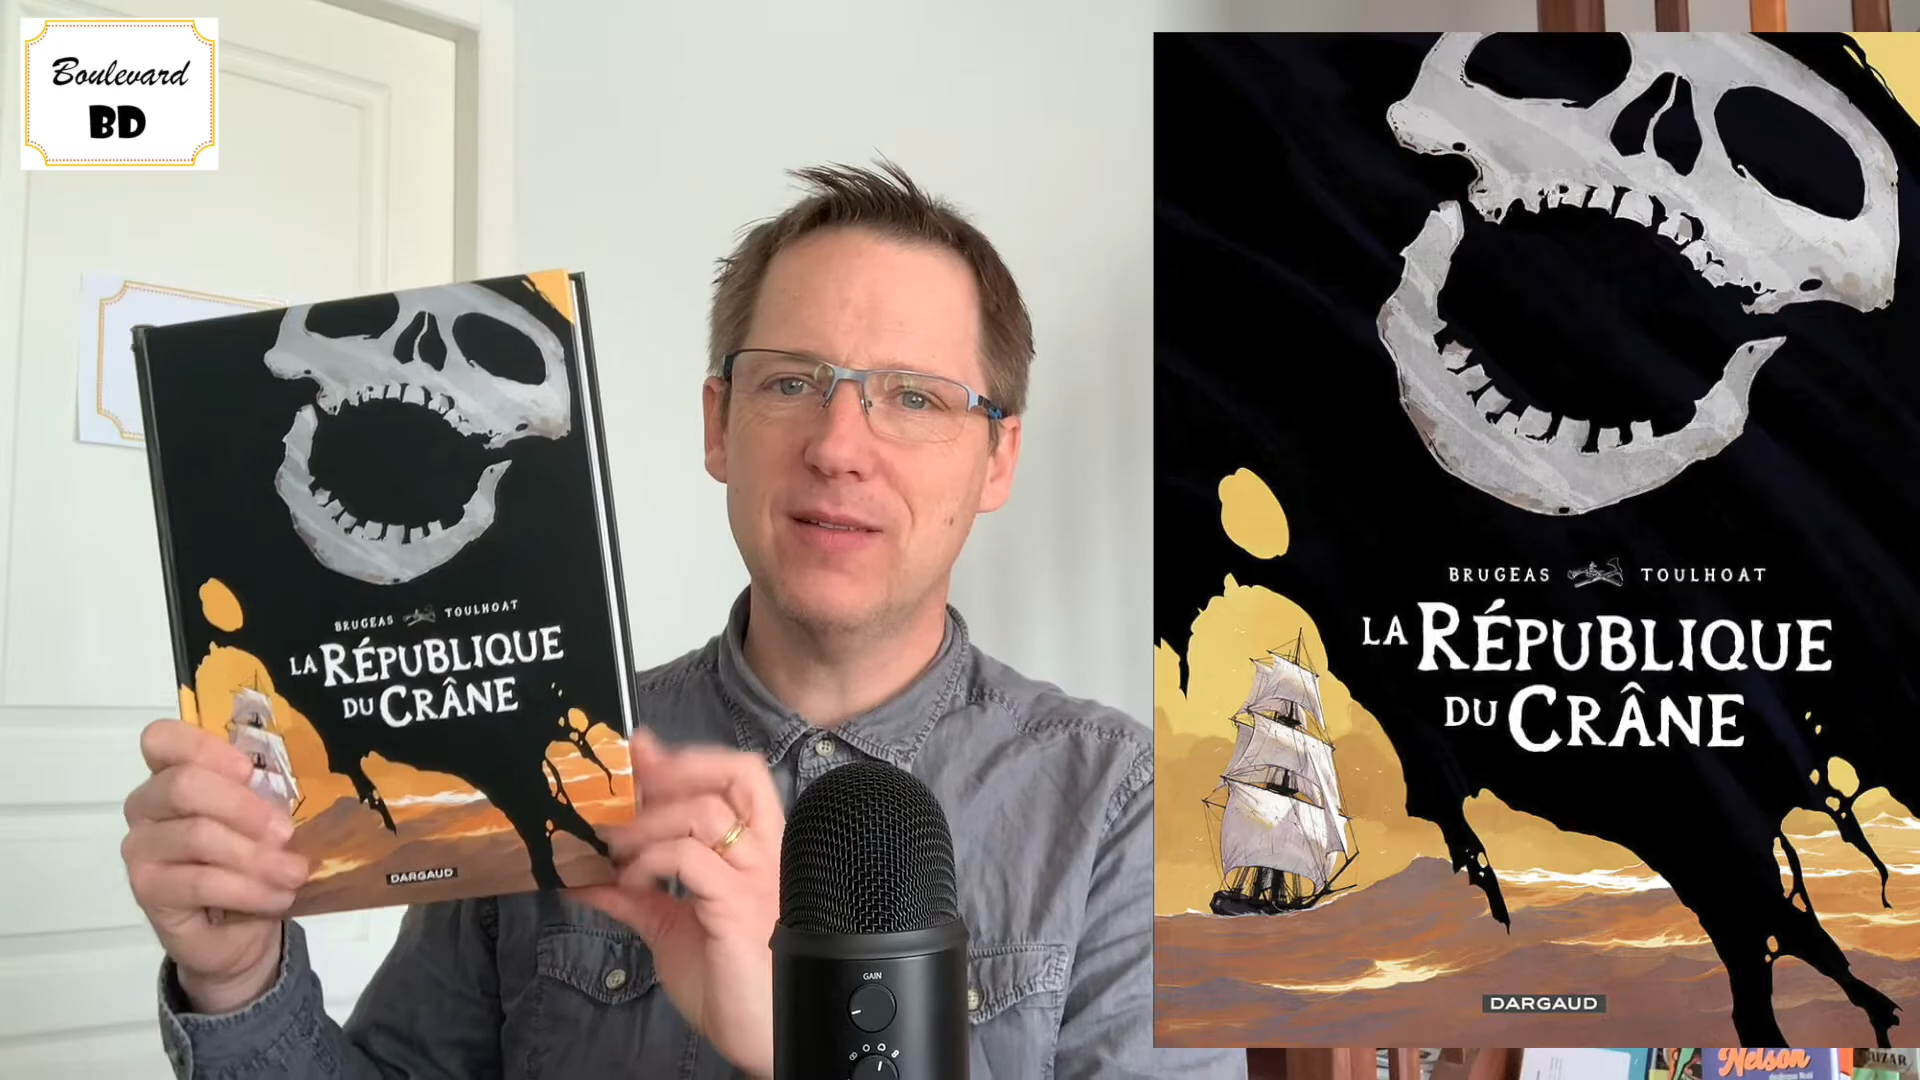 Boulevard
BD
BRUGEAS TOULHOAT
LA RÉPUBLIQUE
DU CRÂNE
DARGAUD
BRUGEAS TOULHOAT
LA RÉPUBLIQUE
DU CRÂNE
DARGAUD
GAIN
Nelson